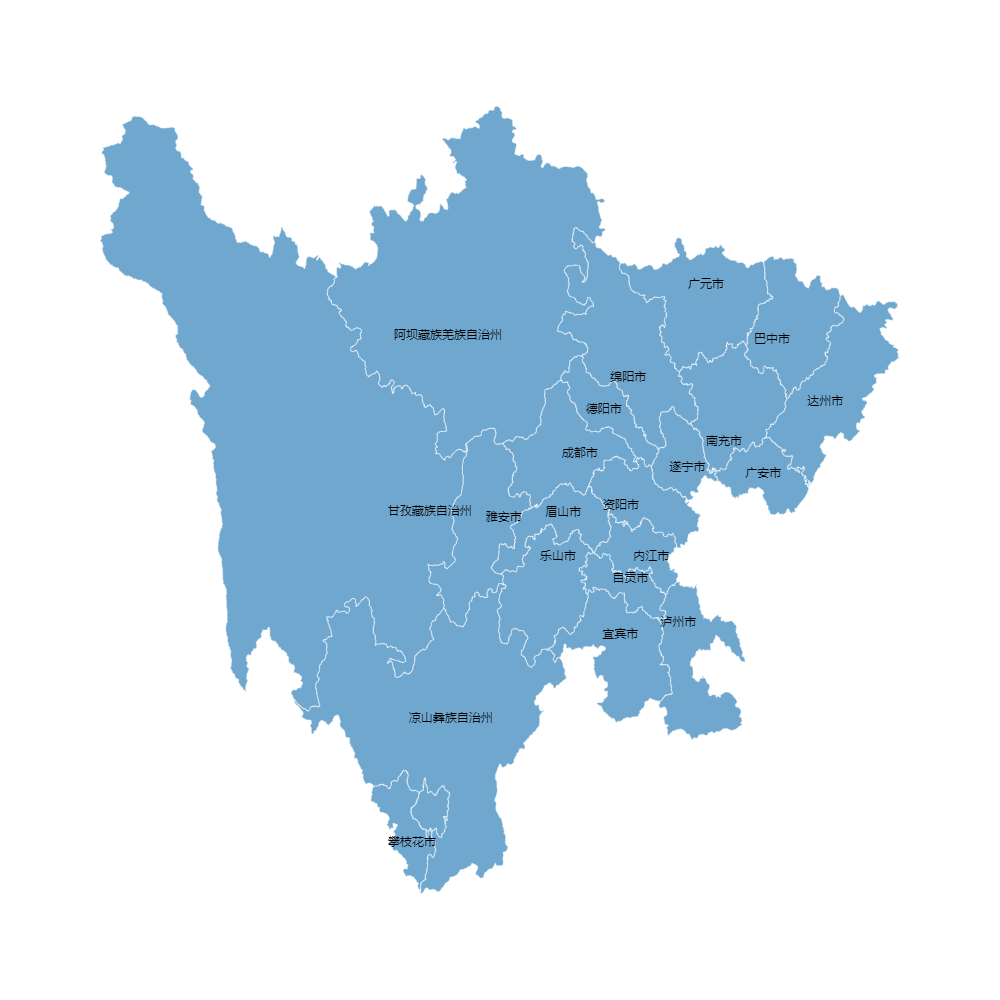 广元市
阿坝藏族羌族自治州
巴中市
绵阳市
达州市
德阳市
南充市
成都市
遂宁市
广安市
资阳市
甘孜藏族自治州
眉山市
雅安市
乐山市
内江市
自贡市
泸州市
宜宾市
凉山彝族自治州
攀枝花市